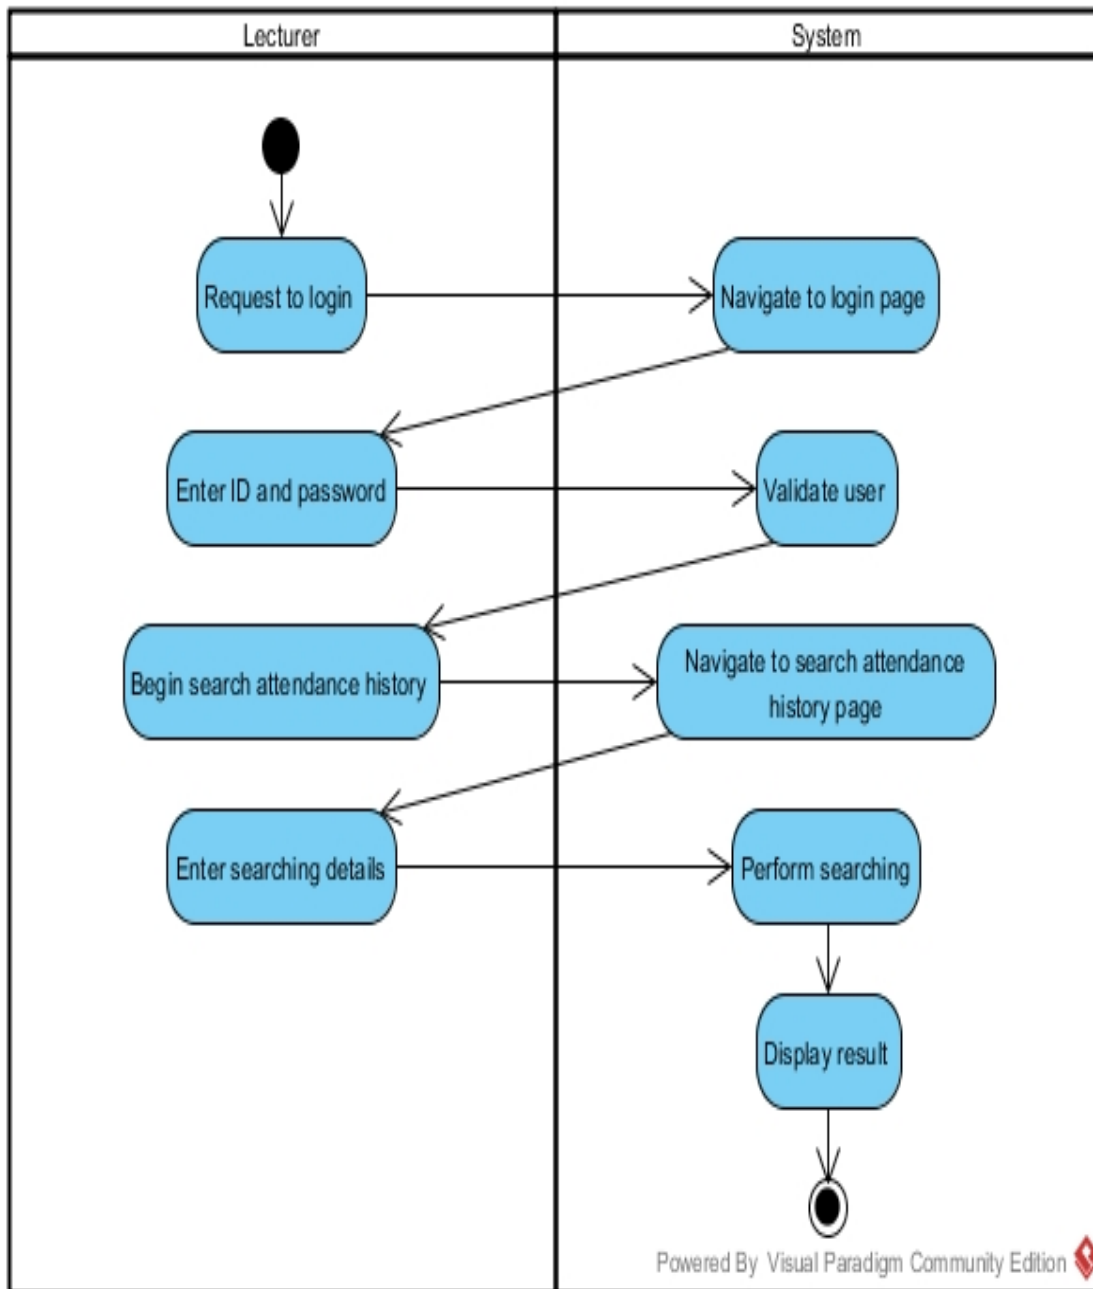 Lecturer
System
Request to login
Navigate to login page
Enter ID and password
Validate user
Begin search attendance history
Navigate to search attendance
history page
Enter searching details
Perform searching
Display result
Powered By Visual Paradigm Community Edition